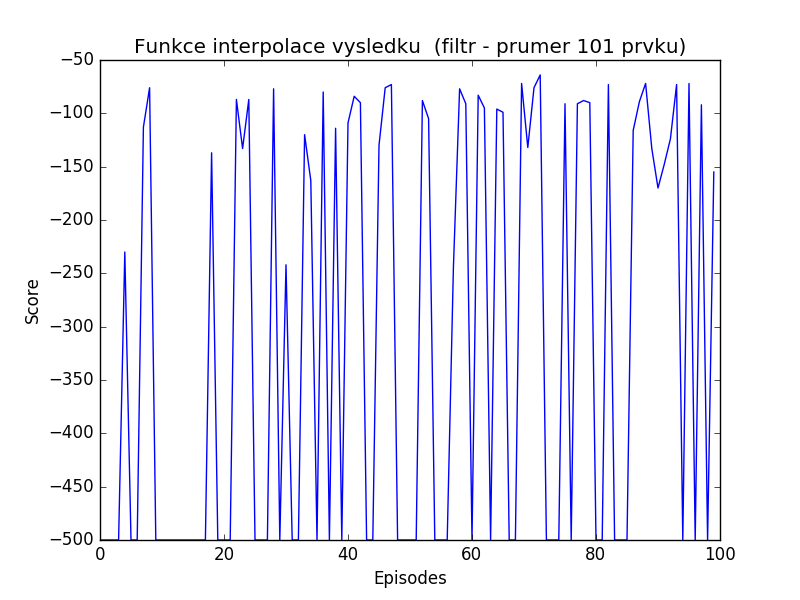 Funkce interpolace vysledku (filtr - prumer 101 prvku)
−50
−100
−150
−200
−250
−300
−350
−400
−450
−500
Score
0 20 40 60 80 100
Episodes